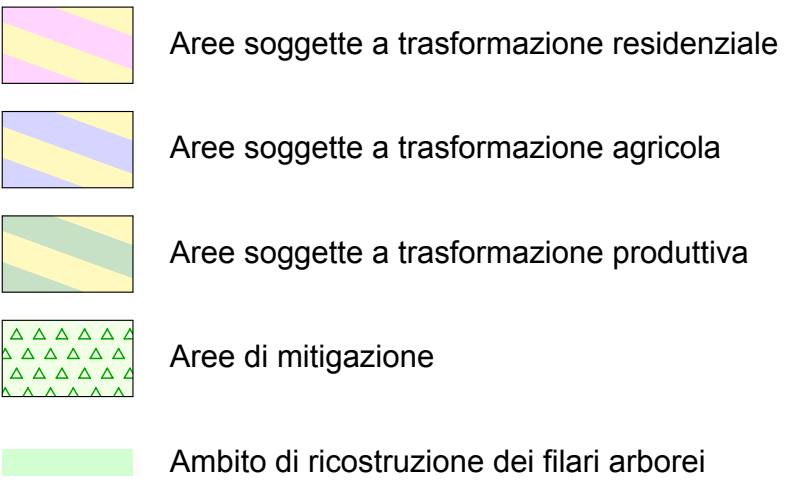 Aree soggette a trasformazione residenziale
Aree soggette a trasformazione agricola
Aree soggette a trasformazione produttiva
Aree di mitigazione
Ambito di ricostruzione dei filari arborei